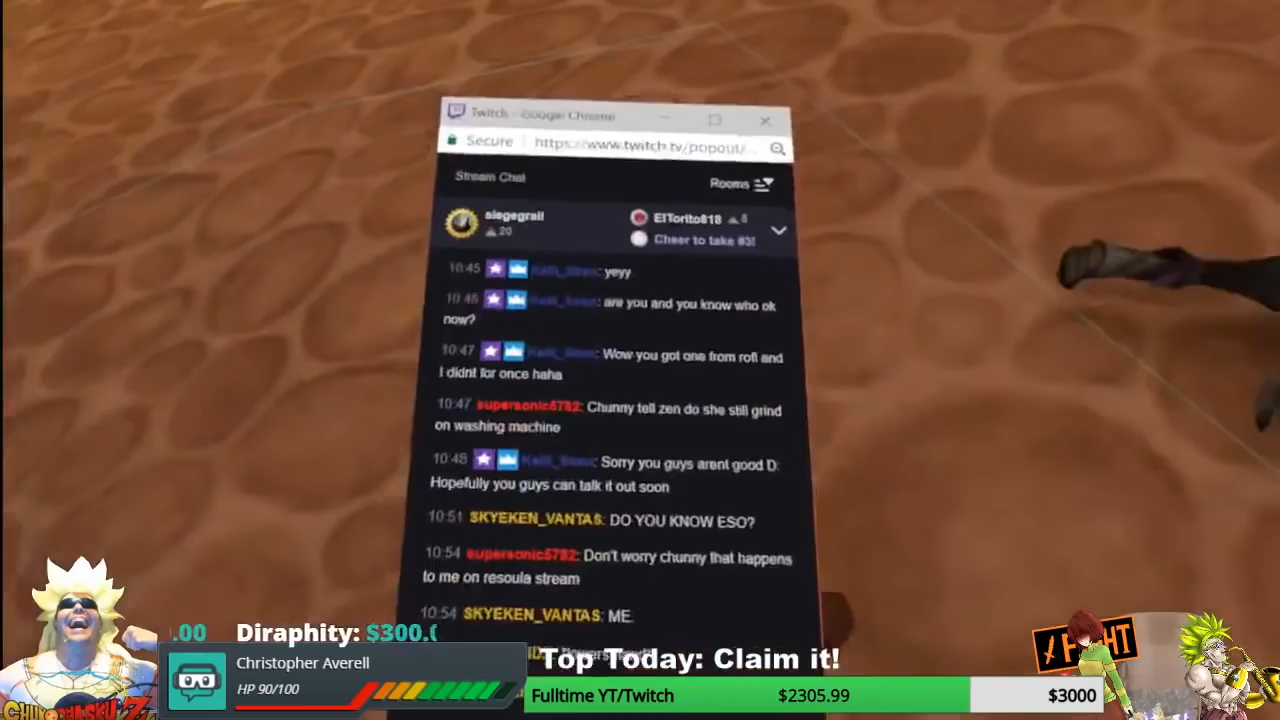 Twitch - Google Chrome
Secure https://www.twitch.tv/popout/...
Stream Chat
Rooms
siegegrail
20
ElTorito818 8
Cheer to take #3!
10:45 yeyy
10:46 are you and you know who ok
now?
10:47 Wow you got one from rofl and
I didnt for once haha
10:47 supersonic5782: Chunny tell zen do she still grind
on washing machine
10:48 Sorry you guys arent good D:
Hopefully you guys can talk it out soon
10:51 SKYEKEN_VANTAS: DO YOU KNOW ESO?
10:54 supersonic5782: Don't worry chunny that happens
to me on resoula stream
10:54 SKYEKEN_VANTAS: ME.
.00 Diraphity: $300.0
Christopher Averell
HP 90/100
Top Today: Claim it!
Fulltime YT/Twitch $2305.99 $3000
FIGHT